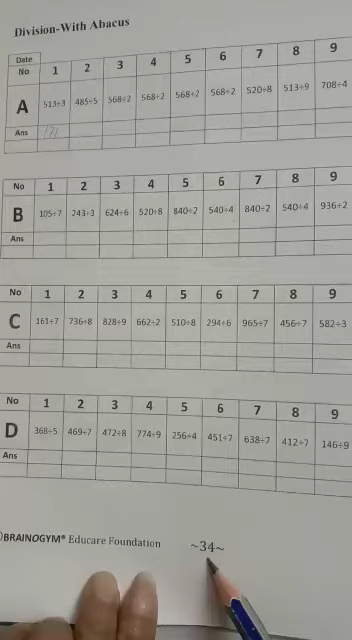 Division-With Abacus
Date
No 1 2 3 4 5 6 7 8 9
A 513÷3 485÷5 568÷2 568÷2 568÷2 568÷2 520÷8 513÷9 708÷4
Ans 171
No 1 2 3 4 5 6 7 8 9
B 105÷7 243÷3 624÷6 520÷8 840÷2 540÷4 840÷2 540÷4 936÷2
Ans
No 1 2 3 4 5 6 7 8 9
C 161÷7 736÷8 828÷9 662÷2 510÷8 294÷6 965÷7 456÷7 582÷3
Ans
No 1 2 3 4 5 6 7 8 9
D 368÷5 469÷7 472÷8 774÷9 256÷4 451÷7 638÷7 412÷7 146÷9
Ans
BRAINOGYM® Educare Foundation ~34~